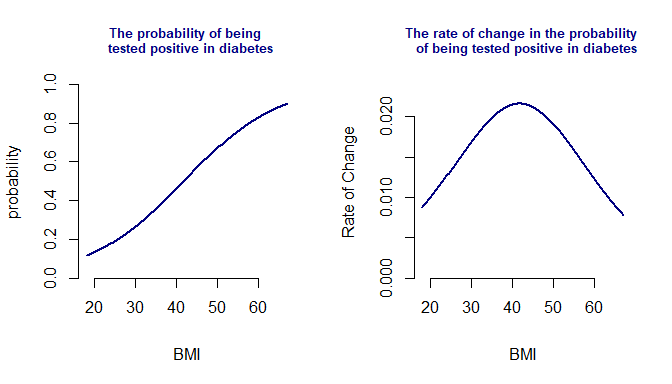 The probability of being
tested positive in diabetes
probability
1.0
0.8
0.6
0.4
0.2
0.0
20 30 40 50 60
BMI
The rate of change in the probability
of being tested positive in diabetes
Rate of Change
0.020
0.010
0.000
20 30 40 50 60
BMI